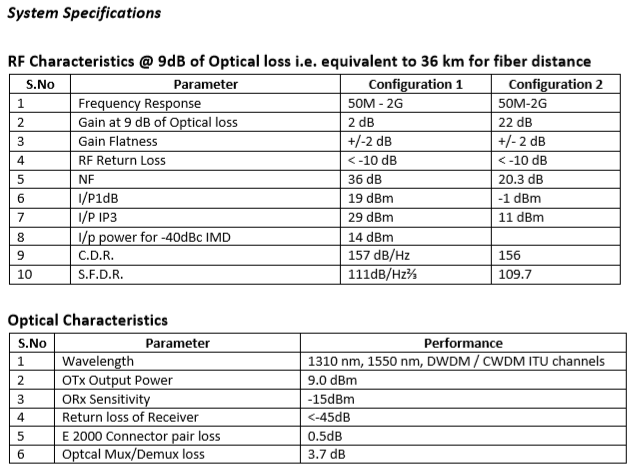 System Specifications
RF Characteristics @ 9dB of Optical loss i.e. equivalent to 36 km for fiber distance
S.No Parameter Configuration 1 Configuration 2
1 Frequency Response 50M - 2G 50M-2G
2 Gain at 9 dB of Optical loss 2 dB 22 dB
3 Gain Flatness +/-2 dB +/- 2 dB
4 RF Return Loss < -10 dB < -10 dB
5 NF 36 dB 20.3 dB
6 I/P1dB 19 dBm -1 dBm
7 I/P IP3 29 dBm 11 dBm
8 I/p power for -40dBc IMD 14 dBm
9 C.D.R. 157 dB/Hz 156
10 S.F.D.R. 111dB/Hz⅔ 109.7
Optical Characteristics
S.No Parameter Performance
1 Wavelength 1310 nm, 1550 nm, DWDM / CWDM ITU channels
2 OTx Output Power 9.0 dBm
3 ORx Sensitivity -15dBm
4 Return loss of Receiver <-45dB
5 E 2000 Connector pair loss 0.5dB
6 Optcal Mux/Demux loss 3.7 dB